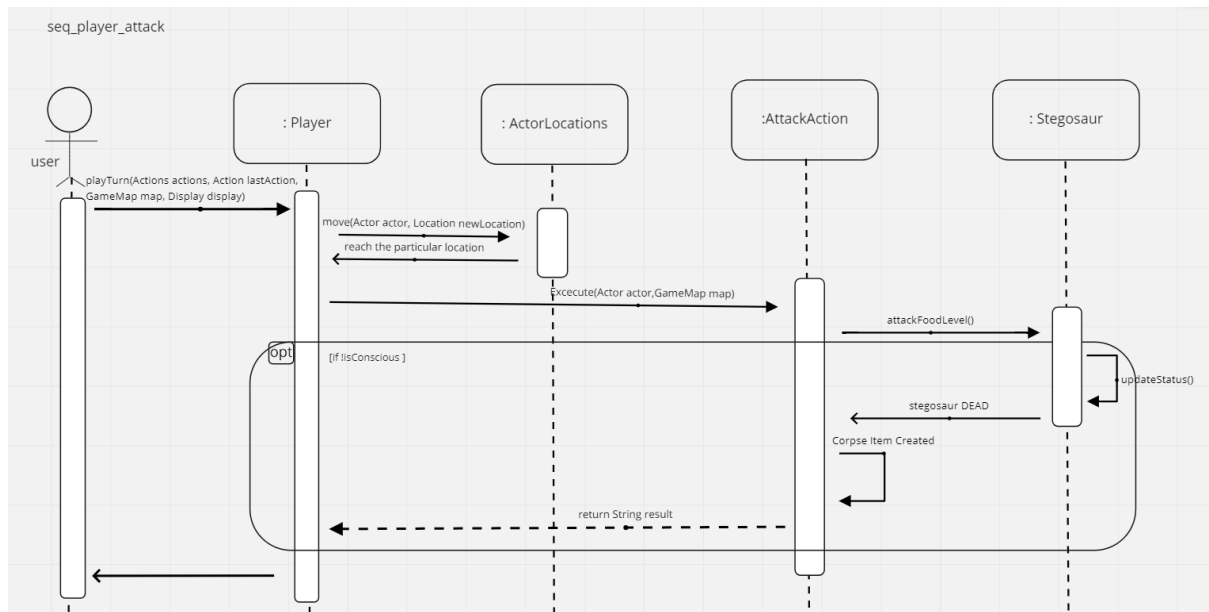 seq_player_attack
: Player
: ActorLocations
:AttackAction
: Stegosaur
user
playTurn(Actions actions, Action lastAction,
GameMap map, Display display)
move(Actor actor, Location newLocation)
reach the particular location
Excecute(Actor actor,GameMap map)
attackFoodLevel()
opt
[if !isConscious ]
updateStatus()
stegosaur DEAD
Corpse Item Created
return String result